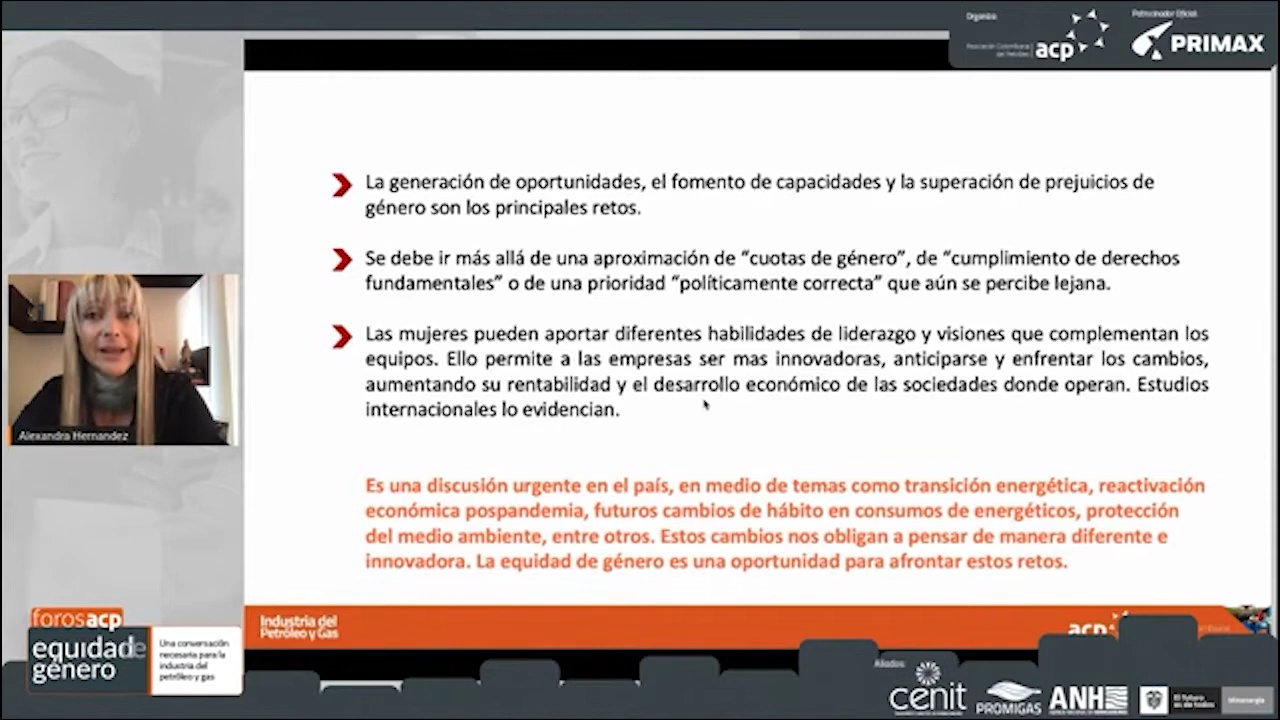 Organiza:
Asociación Colombiana
del Petróleo
acp
Patrocinador Oficial:
PRIMAX
La generación de oportunidades, el fomento de capacidades y la superación de prejuicios de
género son los principales retos.
Se debe ir más allá de una aproximación de “cuotas de género”, de “cumplimiento de derechos
fundamentales” o de una prioridad “políticamente correcta” que aún se percibe lejana.
Las mujeres pueden aportar diferentes habilidades de liderazgo y visiones que complementan los
equipos. Ello permite a las empresas ser mas innovadoras, anticiparse y enfrentar los cambios,
aumentando su rentabilidad y el desarrollo económico de las sociedades donde operan. Estudios
internacionales lo evidencian.
Alexandra Hernandez
Es una discusión urgente en el país, en medio de temas como transición energética, reactivación
económica pospandemia, futuros cambios de hábito en consumos de energéticos, protección
del medio ambiente, entre otros. Estos cambios nos obligan a pensar de manera diferente e
innovadora. La equidad de género es una oportunidad para afrontar estos retos.
forosacp
equidad de
género
Una conversación
necesaria para la
industria del
petróleo y gas
Industria del
Petróleo y Gas
acp
Aliados:
cenit
PROMIGAS
ANH
El futuro
es de todos
Minenergía